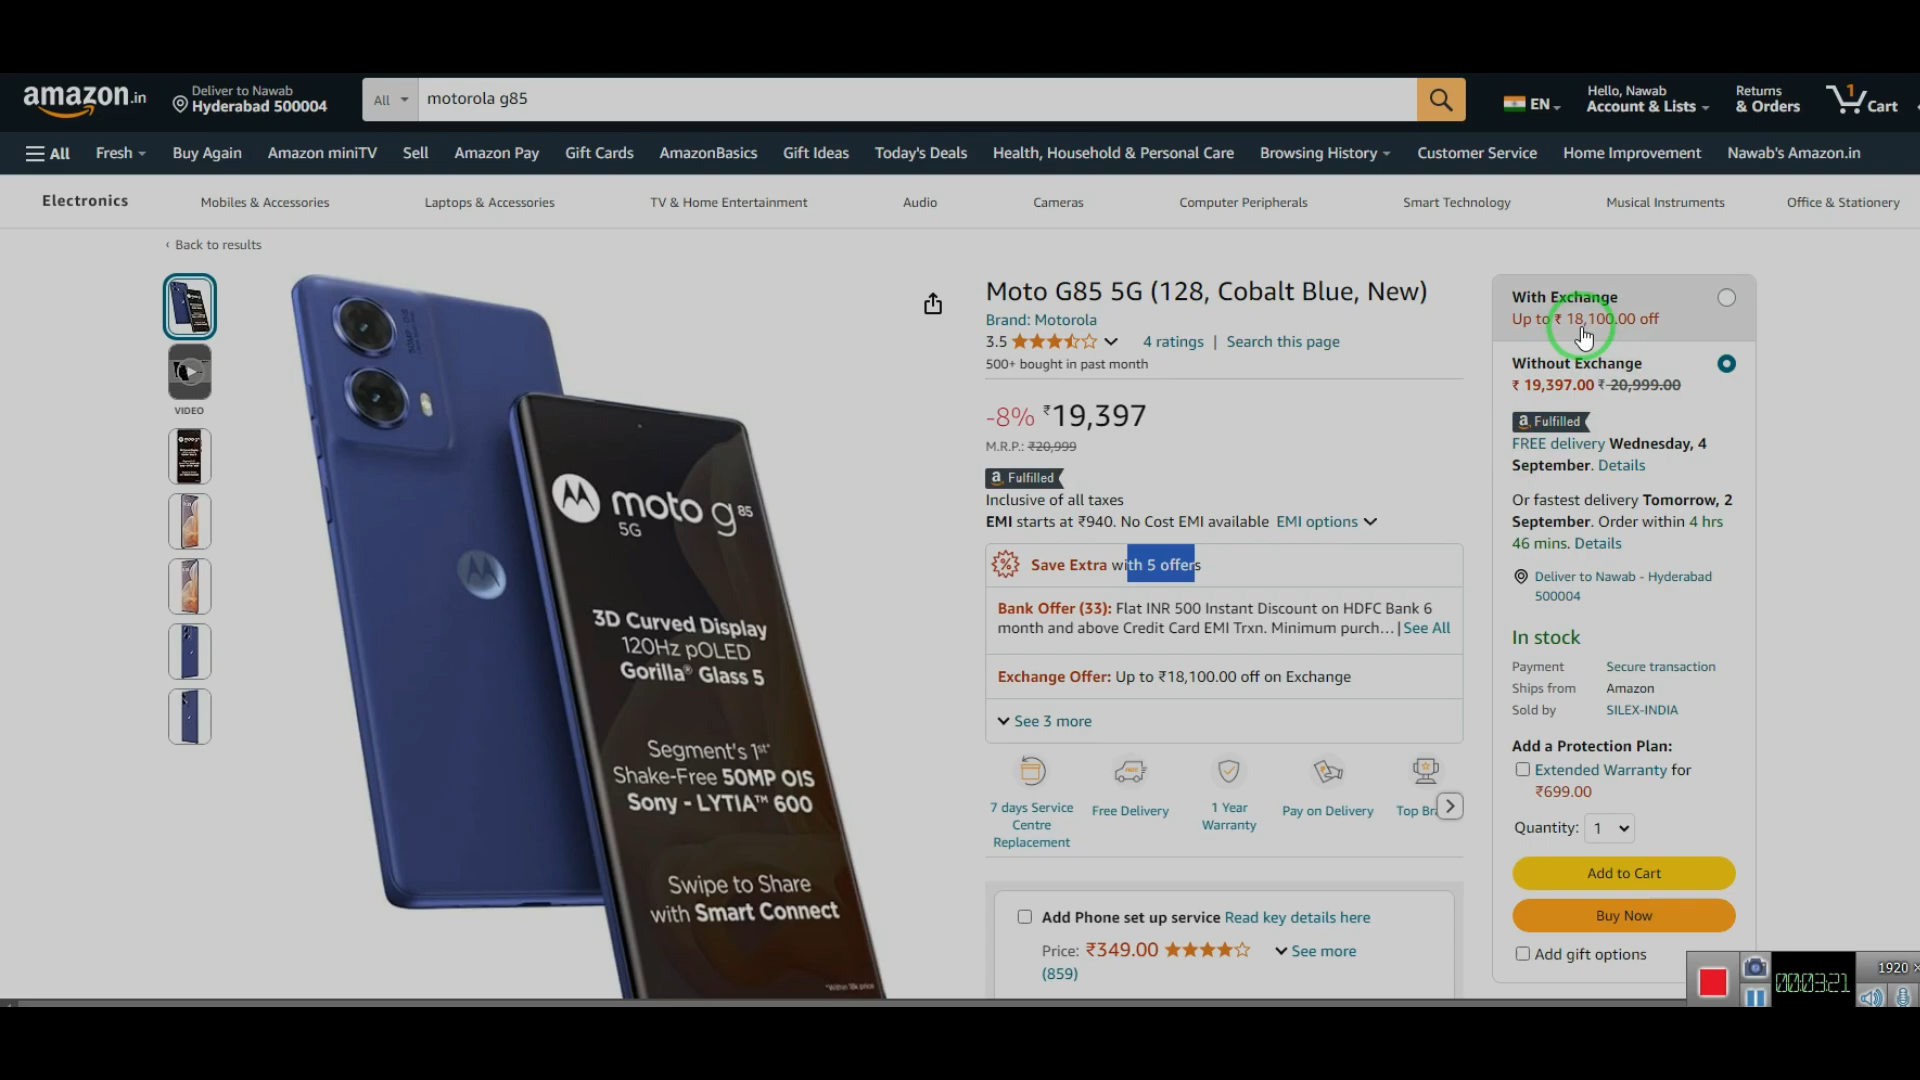 amazon.in
Deliver to Nawab
Hyderabad 500004
All
motorola g85
EN
Hello, Nawab
Account & Lists
Returns
& Orders
1
Cart
All
Fresh
Buy Again
Amazon miniTV
Sell
Amazon Pay
Gift Cards
AmazonBasics
Gift Ideas
Today's Deals
Health, Household & Personal Care
Browsing History
Customer Service
Home Improvement
Nawab's Amazon.in
Electronics
Mobiles & Accessories
Laptops & Accessories
TV & Home Entertainment
Audio
Cameras
Computer Peripherals
Smart Technology
Musical Instruments
Office & Stationery
‹ Back to results
VIDEO
moto g85
5G
3D Curved Display
120Hz pOLED
Gorilla® Glass 5
Segment's 1st*
Shake-Free 50MP OIS
Sony - LYTIA™ 600
Swipe to Share
with Smart Connect
*Within 18k price
Moto G85 5G (128, Cobalt Blue, New)
Brand: Motorola
3.5
4 ratings | Search this page
500+ bought in past month
-8% ₹19,397
M.R.P.: ₹20,999
a Fulfilled
Inclusive of all taxes
EMI starts at ₹940. No Cost EMI available EMI options
Save Extra with 5 offers
Bank Offer (33): Flat INR 500 Instant Discount on HDFC Bank 6
month and above Credit Card EMI Trxn. Minimum purch… | See All
Exchange Offer: Up to ₹18,100.00 off on Exchange
See 3 more
7 days Service
Centre
Replacement
Free Delivery
1 Year
Warranty
Pay on Delivery
Top Br
Add Phone set up service Read key details here
Price: ₹349.00
See more
(859)
With Exchange
Up to ₹ 18,100.00 off
Without Exchange
₹ 19,397.00 ₹ 20,999.00
a Fulfilled
FREE delivery Wednesday, 4
September. Details
Or fastest delivery Tomorrow, 2
September. Order within 4 hrs
46 mins. Details
Deliver to Nawab - Hyderabad
500004
In stock
Payment Secure transaction
Ships from Amazon
Sold by SILEX-INDIA
Add a Protection Plan:
Extended Warranty for
₹699.00
Quantity: 1
Add to Cart
Buy Now
Add gift options
00:03:21
1920 ×